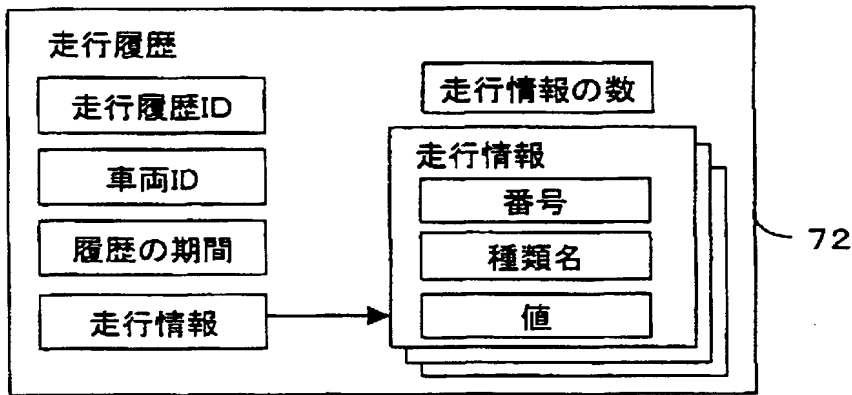 走行履歴
走行履歴ID
車両ID
履歴の期間
走行情報
走行情報の数
走行情報
番号
種類名
値
72